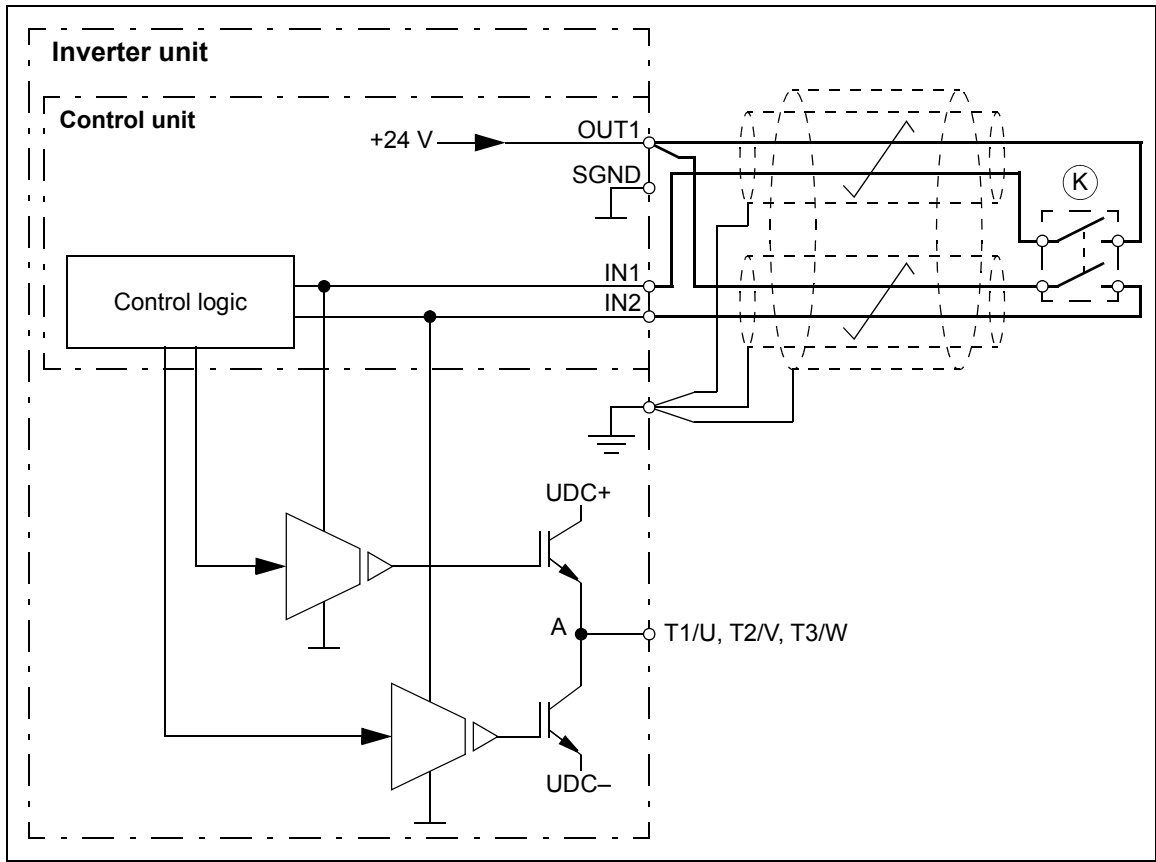 Inverter unit
Control unit
+24 V
OUT1
SGND
K
IN1
IN2
Control logic
UDC+
A
T1/U, T2/V, T3/W
UDC–